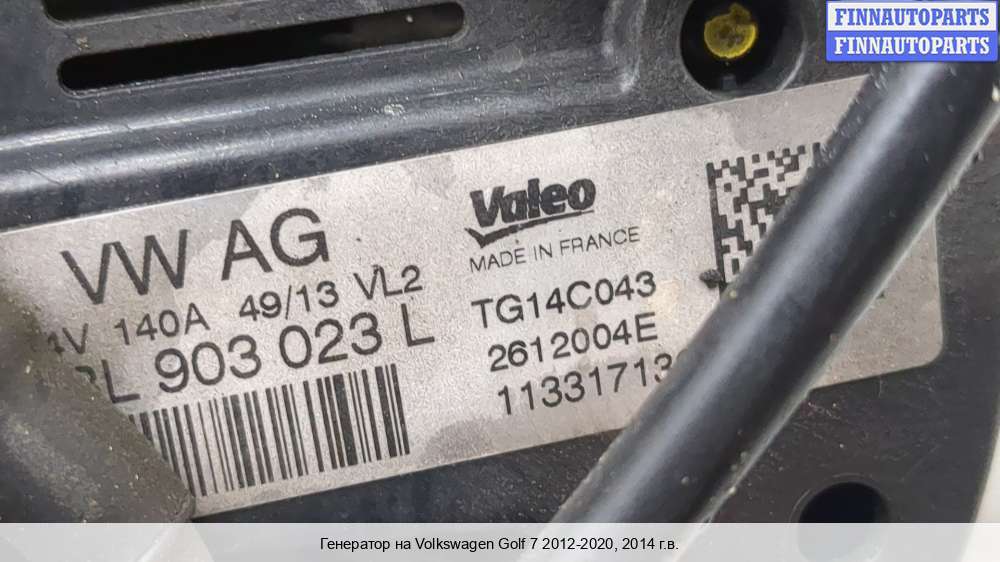 FINNAUTOPARTS
FINNAUTOPARTS
Valeo
MADE IN FRANCE
VW AG
140A 49/13 VL2
903 023 L
TG14C043
2612004E
Генератор на Volkswagen Golf 7 2012-2020, 2014 г.в.